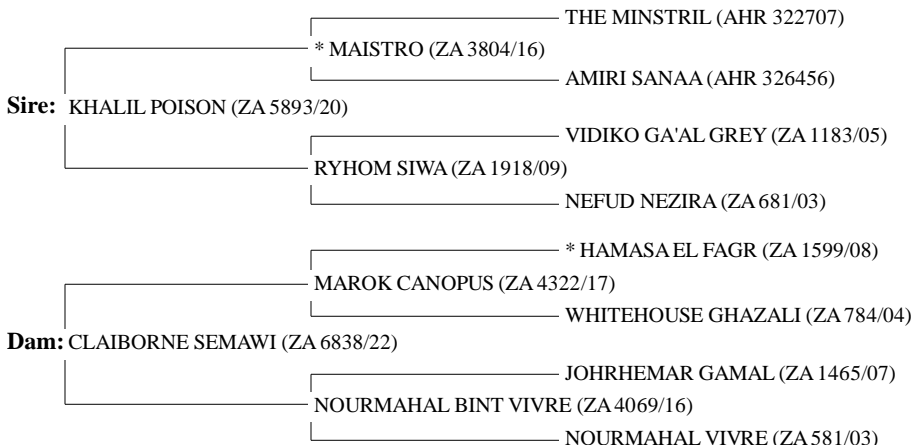 THE MINSTRIL (AHR 322707)
* MAISTRO (ZA 3804/16)
AMIRI SANAA (AHR 326456)
Sire: KHALIL POISON (ZA 5893/20)
VIDIKO GA'AL GREY (ZA 1183/05)
RYHOM SIWA (ZA 1918/09)
NEFUD NEZIRA (ZA 681/03)
* HAMASA EL FAGR (ZA 1599/08)
MAROK CANOPUS (ZA 4322/17)
WHITEHOUSE GHAZALI (ZA 784/04)
Dam: CLAIBORNE SEMAWI (ZA 6838/22)
JOHRHEMAR GAMAL (ZA 1465/07)
NOURMAHAL BINT VIVRE (ZA 4069/16)
NOURMAHAL VIVRE (ZA 581/03)